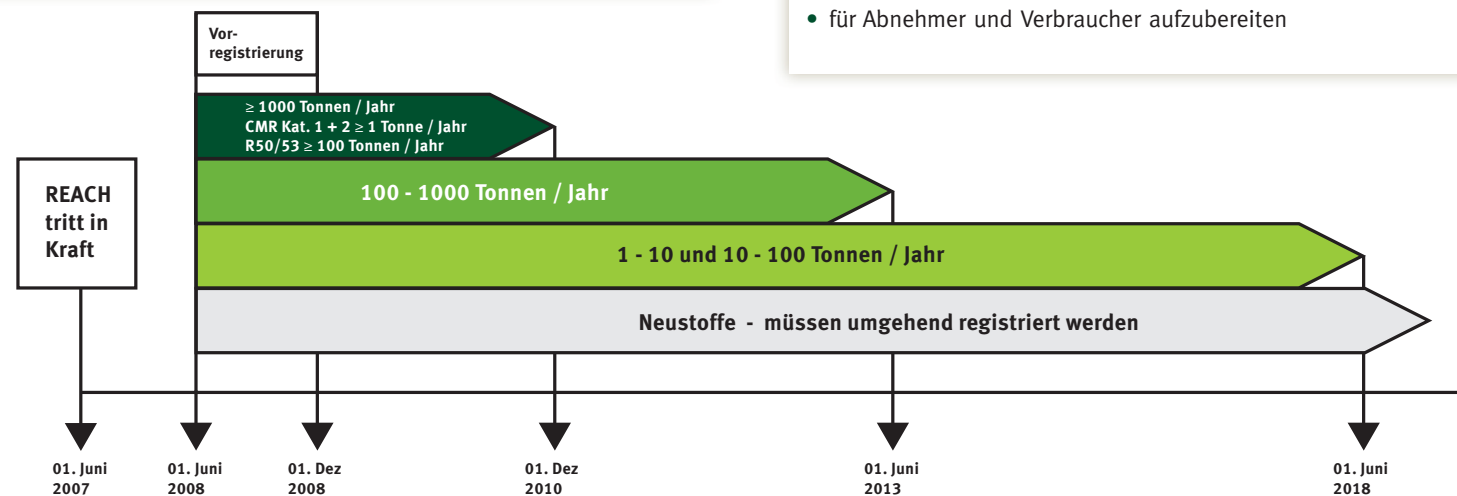 • für Abnehmer und Verbraucher aufzubereiten
Vor-
registrierung
≥ 1000 Tonnen / Jahr
CMR Kat. 1 + 2 ≥ 1 Tonne / Jahr
R50/53 ≥ 100 Tonnen / Jahr
REACH
tritt in
Kraft
100 - 1000 Tonnen / Jahr
1 - 10 und 10 - 100 Tonnen / Jahr
Neustoffe - müssen umgehend registriert werden
01. Juni
2007
01. Juni
2008
01. Dez
2008
01. Dez
2010
01. Juni
2013
01. Juni
2018